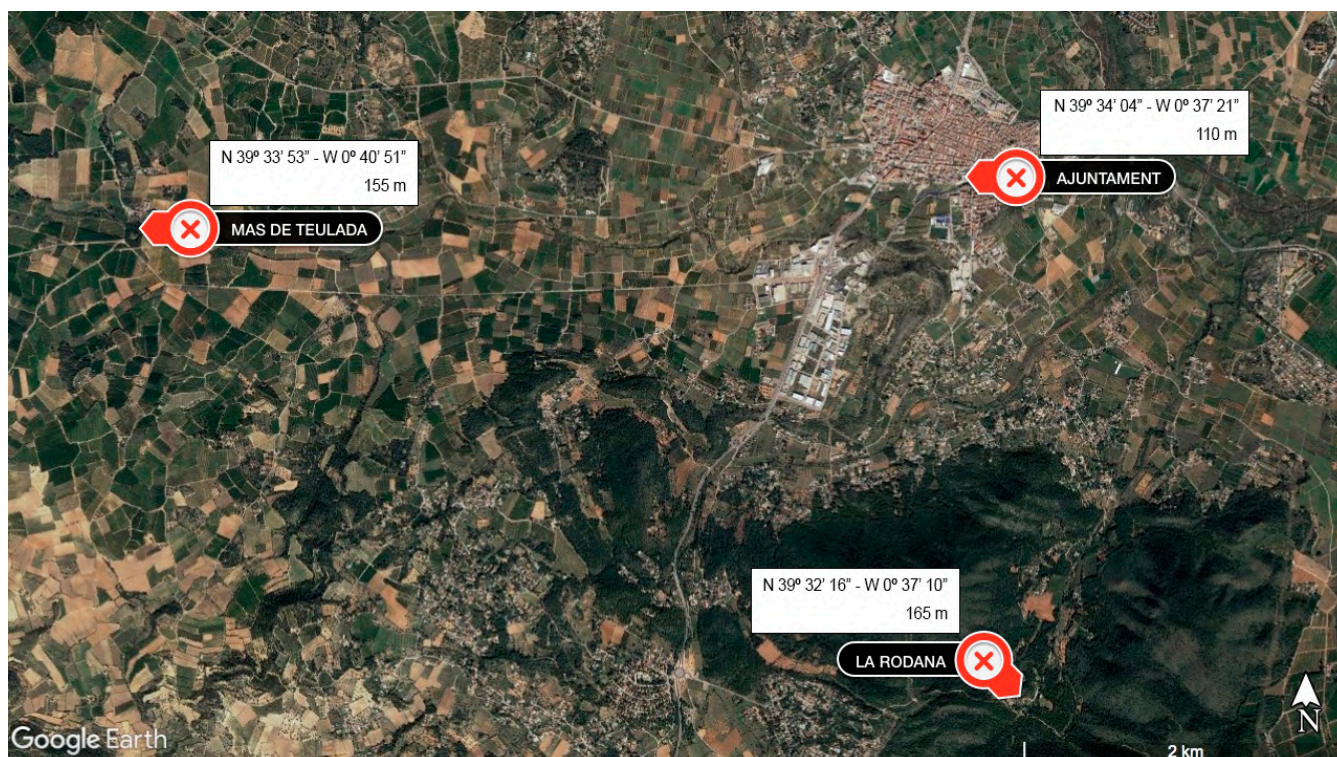 N 39º 34’ 04” - W 0º 37’ 21”
110 m
AJUNTAMENT
N 39º 33’ 53” - W 0º 40’ 51”
155 m
MAS DE TEULADA
N 39º 32’ 16” - W 0º 37’ 10”
165 m
LA RODANA
N
Google Earth
2 km